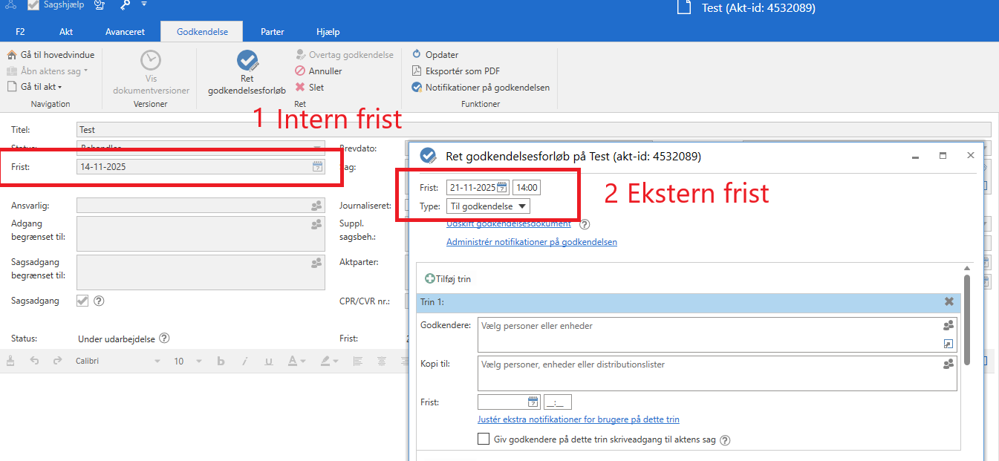 Sagshjælp
Test (Akt-id: 4532089)
F2 Akt Avanceret Godkendelse Parter Hjælp
Gå til hovedvindue
Åbn aktens sag
Gå til akt
Navigation
Vis
dokumentversioner
Versioner
Ret
godkendelsesforløb
Overtag godkendelse
Annuller
Slet
Ret
Opdater
Eksportér som PDF
Notifikationer på godkendelsen
Funktioner
1 Intern frist
Titel: Test
Status: Behandles
Brevdato:
Frist: 14-11-2025
Ansvarlig:
Journaliseret:
Adgang
begrænset til:
Suppl.
sagsbeh.:
Sagsadgang
begrænset til:
Aktparter:
Sagsadgang
CPR/CVR nr.:
Status: Under udarbejdelse
Frist:
Calibri 10
Ret godkendelsesforløb på Test (akt-id: 4532089)
Frist: 21-11-2025 14:00
Type: Til godkendelse
2 Ekstern frist
Udskift godkendelsesdokument
Administrér notifikationer på godkendelsen
Tilføj trin
Trin 1:
Godkendere: Vælg personer eller enheder
Kopi til: Vælg personer, enheder eller distributionslister
Frist: __:__
Justér ekstra notifikationer for brugere på dette trin
Giv godkendere på dette trin skriveadgang til aktens sag